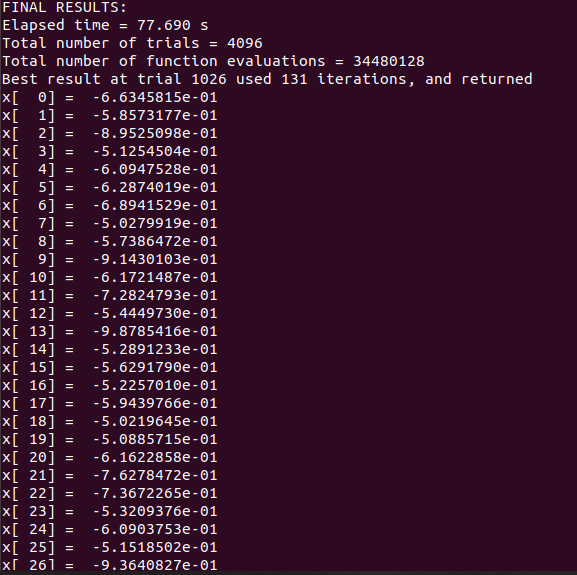 FINAL RESULTS:
Elapsed time = 77.690 s
Total number of trials = 4096
Total number of function evaluations = 34480128
Best result at trial 1026 used 131 iterations, and returned
x[  0] =  -6.6345815e-01
x[  1] =  -5.8573177e-01
x[  2] =  -8.9525098e-01
x[  3] =  -5.1254504e-01
x[  4] =  -6.0947528e-01
x[  5] =  -6.2874019e-01
x[  6] =  -6.8941529e-01
x[  7] =  -5.0279919e-01
x[  8] =  -5.7386472e-01
x[  9] =  -9.1430103e-01
x[ 10] =  -6.1721487e-01
x[ 11] =  -7.2824793e-01
x[ 12] =  -5.4449730e-01
x[ 13] =  -9.8785416e-01
x[ 14] =  -5.2891233e-01
x[ 15] =  -5.6291790e-01
x[ 16] =  -5.2257010e-01
x[ 17] =  -5.9439766e-01
x[ 18] =  -5.0219645e-01
x[ 19] =  -5.0885715e-01
x[ 20] =  -6.1622858e-01
x[ 21] =  -7.6278472e-01
x[ 22] =  -7.3672265e-01
x[ 23] =  -5.3209376e-01
x[ 24] =  -6.0903753e-01
x[ 25] =  -5.1518502e-01
x[ 26] =  -9.3640827e-01